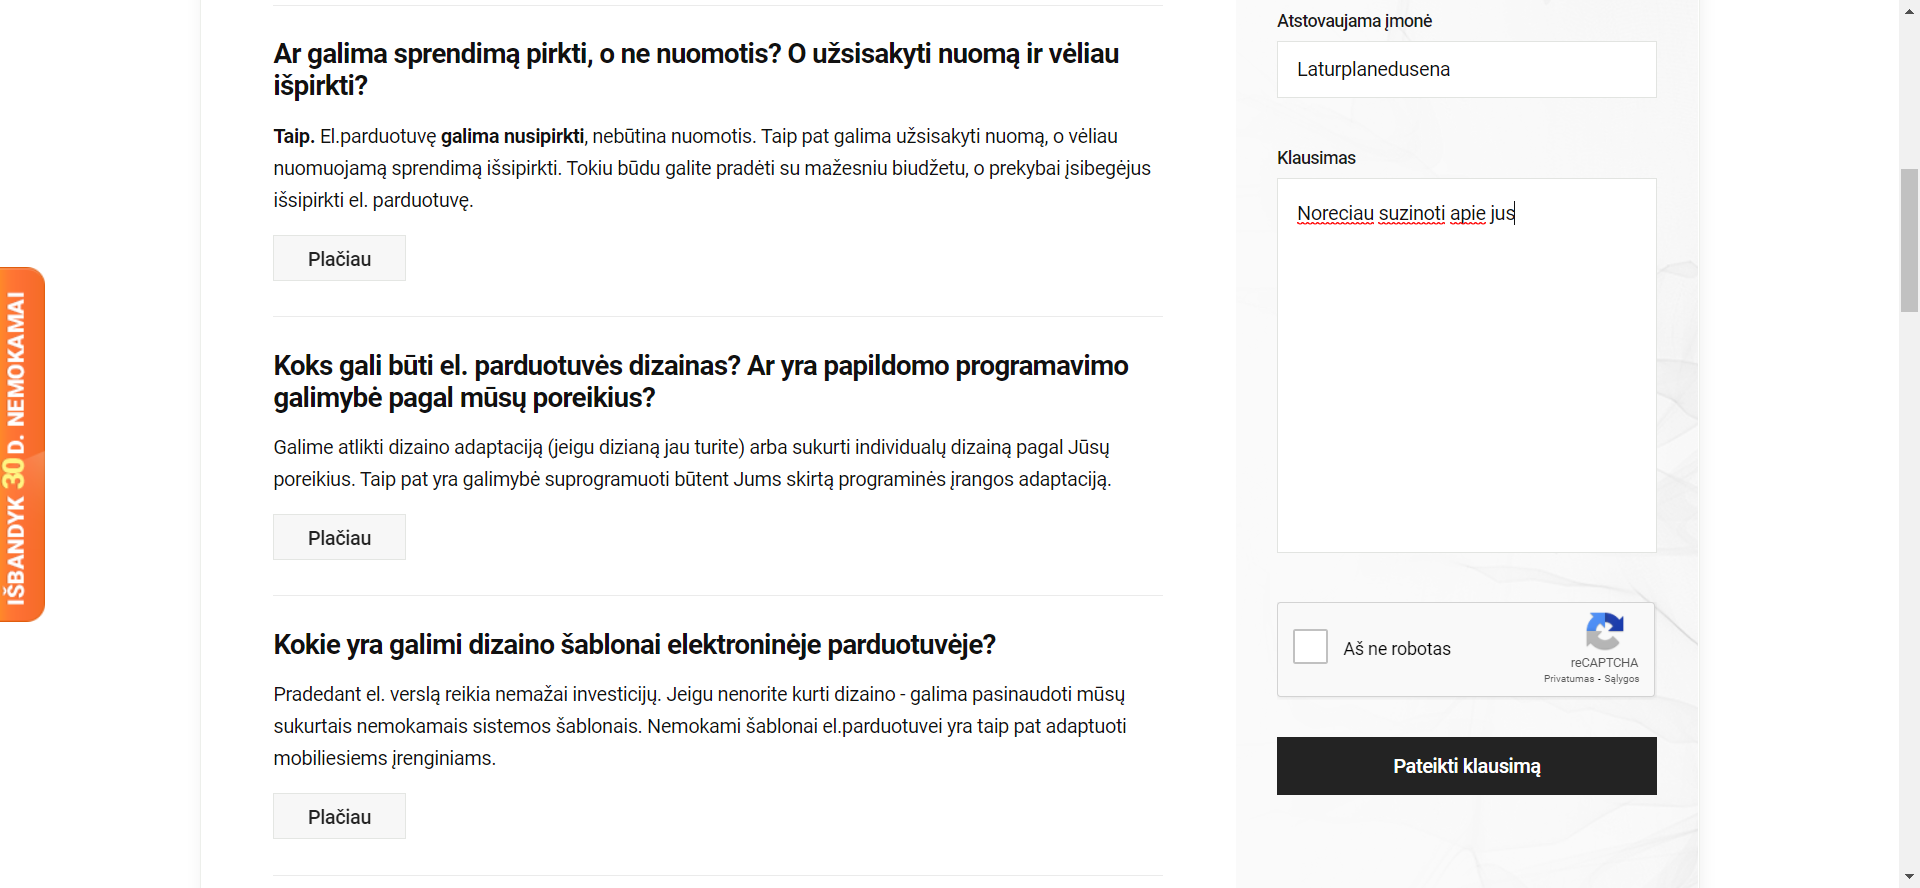 Ar galima sprendimą pirkti, o ne nuomotis? O užsisakyti nuomą ir vėliau
išpirkti?
Taip. El.parduotuvę galima nusipirkti, nebūtina nuomotis. Taip pat galima užsisakyti nuomą, o vėliau
nuomuojamą sprendimą išsipirkti. Tokiu būdu galite pradėti su mažesniu biudžetu, o prekybai įsibegėjus
išsipirkti el. parduotuvę.
Plačiau
Koks gali būti el. parduotuvės dizainas? Ar yra papildomo programavimo
galimybė pagal mūsų poreikius?
Galime atlikti dizaino adaptaciją (jeigu dizianą jau turite) arba sukurti individualų dizainą pagal Jūsų
poreikius. Taip pat yra galimybė suprogramuoti būtent Jums skirtą programinės įrangos adaptaciją.
Plačiau
Kokie yra galimi dizaino šablonai elektroninėje parduotuvėje?
Pradedant el. verslą reikia nemažai investicijų. Jeigu nenorite kurti dizaino - galima pasinaudoti mūsų
sukurtais nemokamais sistemos šablonais. Nemokami šablonai el.parduotuvei yra taip pat adaptuoti
mobiliesiems įrenginiams.
Plačiau
Atstovaujama įmonė
Laturplanedusena
Klausimas
Noreciau suzinoti apie jus
Aš ne robotas
reCAPTCHA
Privatumas - Sąlygos
Pateikti klausimą
IŠBANDYK 30 D. NEMOKAMAI